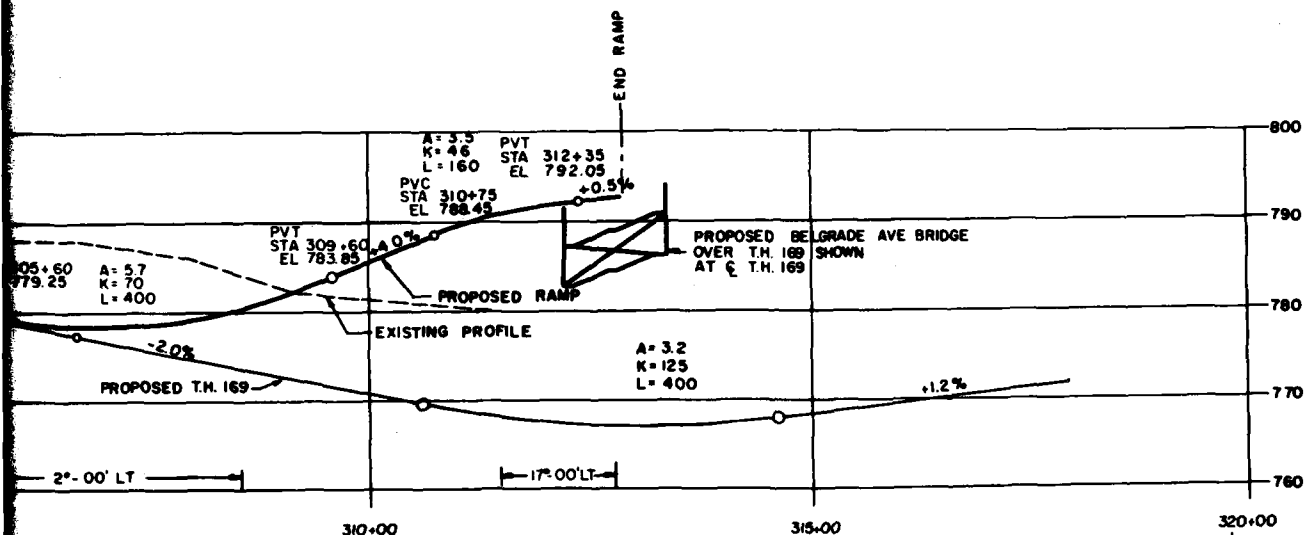 END RAMP
800
A= 3.5
K= 46
L= 160
PVT
STA 312+35
EL 792.05
+0.5%
PVC
STA 310+75
EL 788.45
790
PVT
STA 309+60
EL 783.85
0%
PROPOSED BELGRADE AVE BRIDGE
OVER T.H. 169 SHOWN
AT ℄ T.H. 169
05+60
779.25
A= 5.7
K= 70
L= 400
PROPOSED RAMP
780
EXISTING PROFILE
-2.0%
A= 3.2
K= 125
L= 400
PROPOSED T.H. 169
+1.2%
770
2°-00' LT
17°-00' LT
760
310+00
315+00
320+00